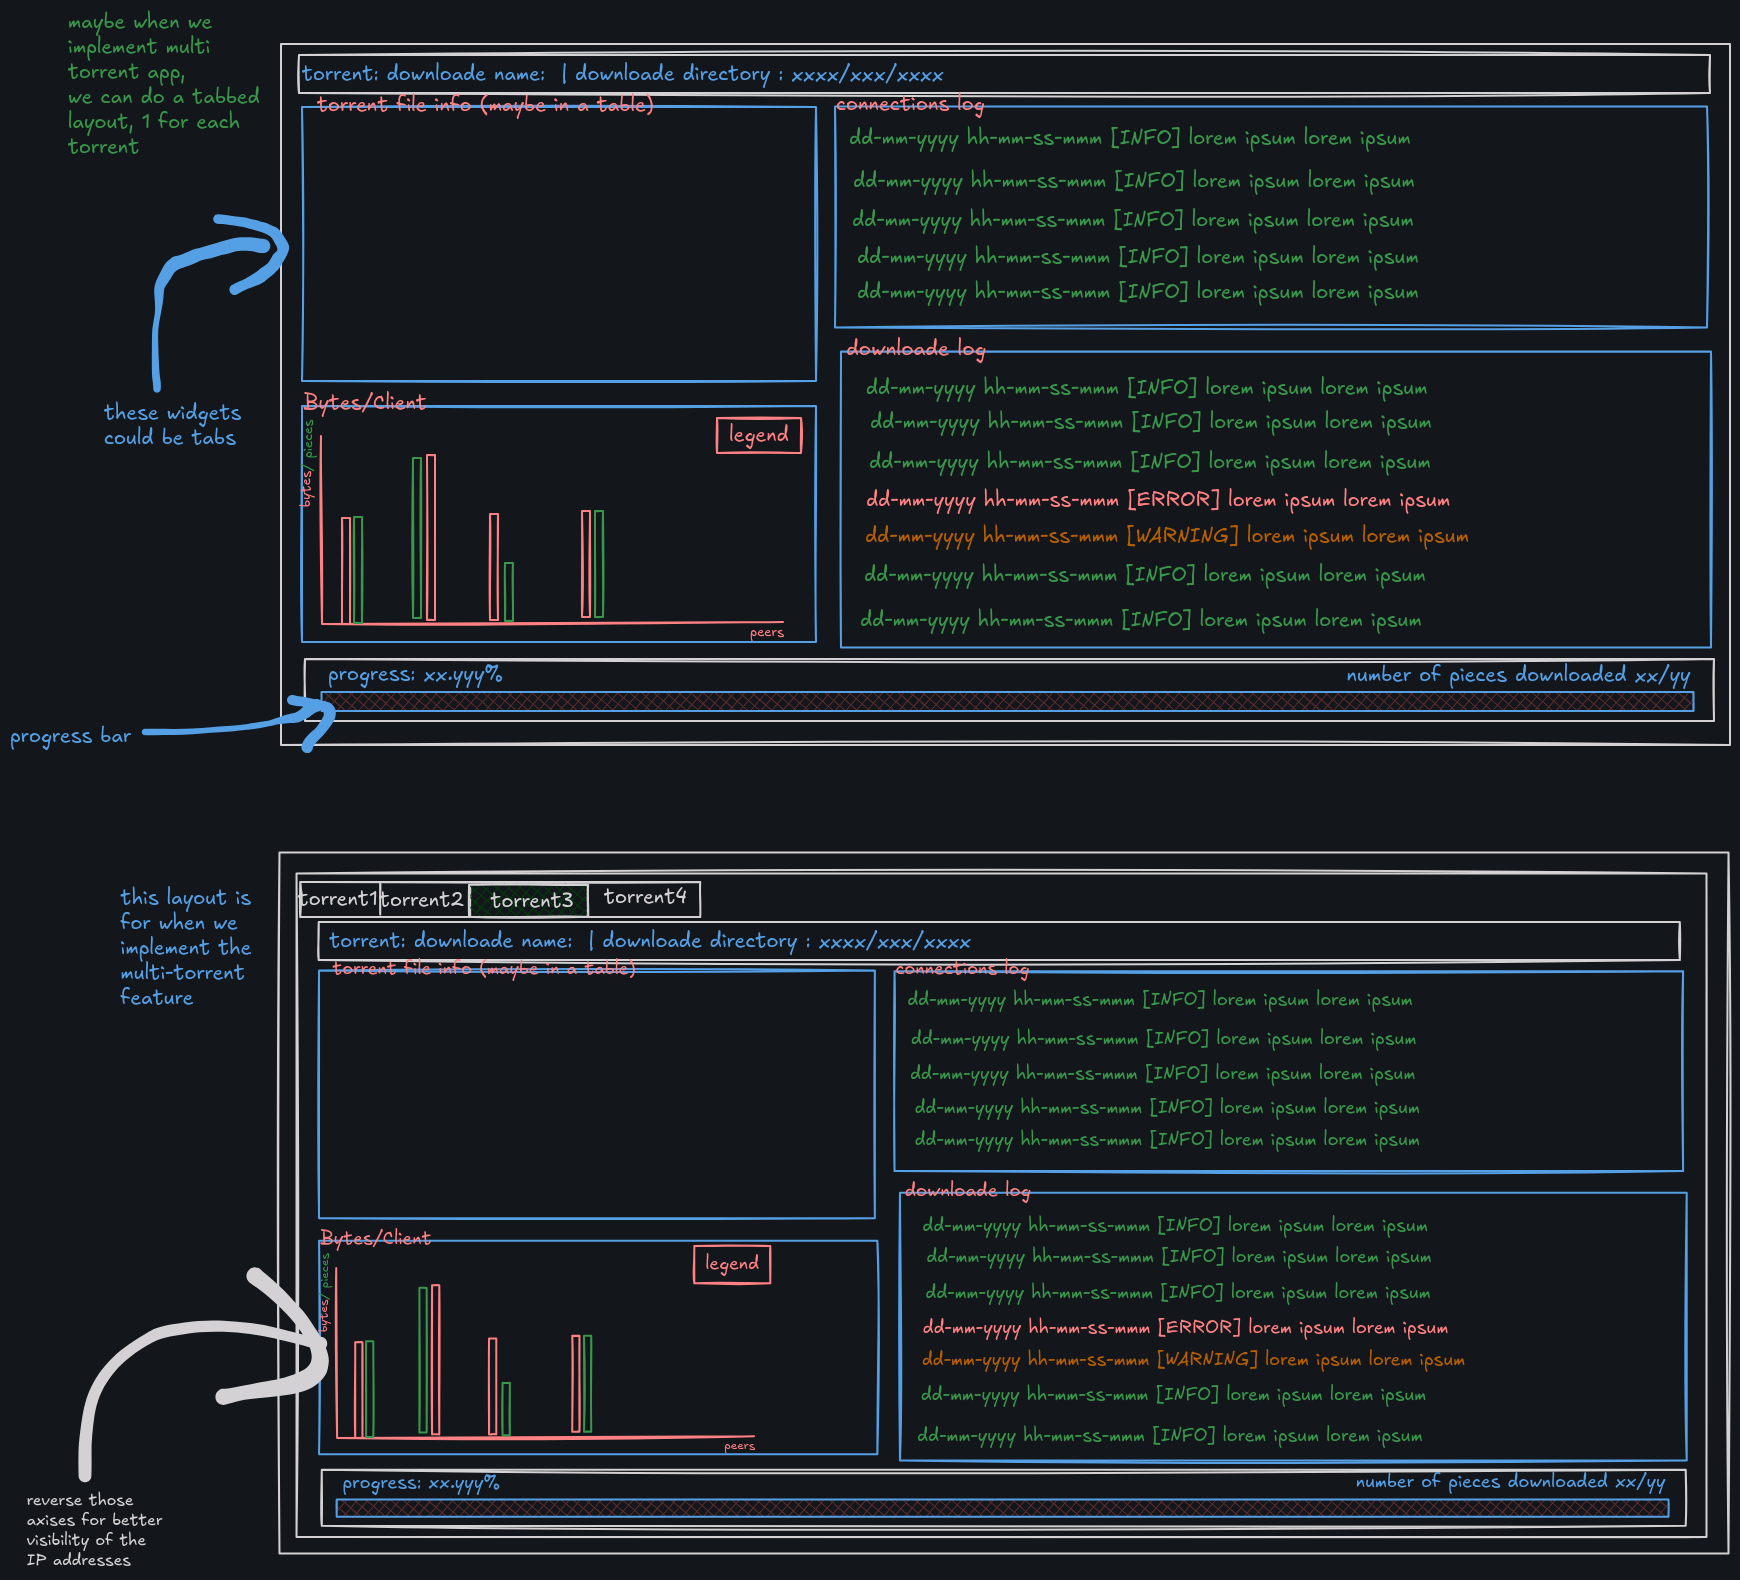 maybe when we
implement multi
torrent app,
we can do a tabbed
layout, 1 for each
torrent
torrent: downloade name: | downloade directory : xxxx/xxx/xxxx
torrent file info (maybe in a table)
connections log
dd-mm-yyyy hh-mm-ss-mmm [INFO] lorem ipsum lorem ipsum
dd-mm-yyyy hh-mm-ss-mmm [INFO] lorem ipsum lorem ipsum
dd-mm-yyyy hh-mm-ss-mmm [INFO] lorem ipsum lorem ipsum
dd-mm-yyyy hh-mm-ss-mmm [INFO] lorem ipsum lorem ipsum
dd-mm-yyyy hh-mm-ss-mmm [INFO] lorem ipsum lorem ipsum
these widgets
could be tabs
Bytes/Client
bytes/ pieces
legend
peers
downloade log
dd-mm-yyyy hh-mm-ss-mmm [INFO] lorem ipsum lorem ipsum
dd-mm-yyyy hh-mm-ss-mmm [INFO] lorem ipsum lorem ipsum
dd-mm-yyyy hh-mm-ss-mmm [INFO] lorem ipsum lorem ipsum
dd-mm-yyyy hh-mm-ss-mmm [ERROR] lorem ipsum lorem ipsum
dd-mm-yyyy hh-mm-ss-mmm [WARNING] lorem ipsum lorem ipsum
dd-mm-yyyy hh-mm-ss-mmm [INFO] lorem ipsum lorem ipsum
dd-mm-yyyy hh-mm-ss-mmm [INFO] lorem ipsum lorem ipsum
progress: xx.yyy%
number of pieces downloaded xx/yy
progress bar
this layout is
for when we
implement the
multi-torrent
feature
torrent1
torrent2
torrent3
torrent4
torrent: downloade name: | downloade directory : xxxx/xxx/xxxx
torrent file info (maybe in a table)
connections log
dd-mm-yyyy hh-mm-ss-mmm [INFO] lorem ipsum lorem ipsum
dd-mm-yyyy hh-mm-ss-mmm [INFO] lorem ipsum lorem ipsum
dd-mm-yyyy hh-mm-ss-mmm [INFO] lorem ipsum lorem ipsum
dd-mm-yyyy hh-mm-ss-mmm [INFO] lorem ipsum lorem ipsum
dd-mm-yyyy hh-mm-ss-mmm [INFO] lorem ipsum lorem ipsum
Bytes/Client
bytes/ pieces
legend
peers
downloade log
dd-mm-yyyy hh-mm-ss-mmm [INFO] lorem ipsum lorem ipsum
dd-mm-yyyy hh-mm-ss-mmm [INFO] lorem ipsum lorem ipsum
dd-mm-yyyy hh-mm-ss-mmm [INFO] lorem ipsum lorem ipsum
dd-mm-yyyy hh-mm-ss-mmm [ERROR] lorem ipsum lorem ipsum
dd-mm-yyyy hh-mm-ss-mmm [WARNING] lorem ipsum lorem ipsum
dd-mm-yyyy hh-mm-ss-mmm [INFO] lorem ipsum lorem ipsum
dd-mm-yyyy hh-mm-ss-mmm [INFO] lorem ipsum lorem ipsum
progress: xx.yyy%
number of pieces downloaded xx/yy
reverse those
axises for better
visibility of the
IP addresses